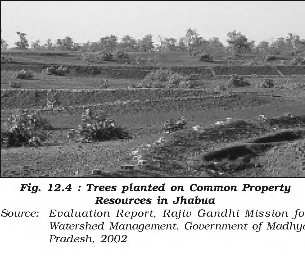 Fig. 12.4 : Trees planted on Common Property
Resources in Jhabua
Source: Evaluation Report, Rajiv Gandhi Mission fo
Watershed Management, Government of Madhya
Pradesh, 2002